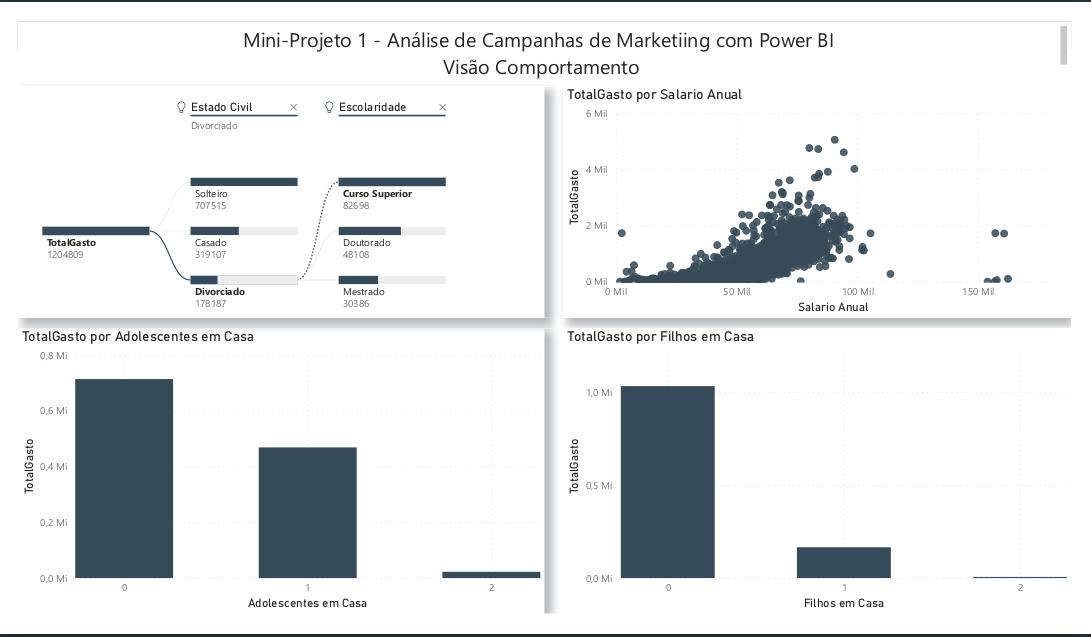 Mini-Projeto 1 - Análise de Campanhas de Marketiing com Power BI
Visão Comportamento
Estado Civil
Divorciado
Escolaridade
TotalGasto
1204809
Solteiro
707515
Casado
319107
Divorciado
178187
Curso Superior
82698
Doutorado
48108
Mestrado
30386
TotalGasto por Salario Anual
TotalGasto
6 Mil
4 Mil
2 Mil
0 Mil
0 Mil 50 Mil 100 Mil 150 Mil
Salario Anual
TotalGasto por Adolescentes em Casa
TotalGasto
0,8 Mi
0,6 Mi
0,4 Mi
0,2 Mi
0,0 Mi
0 1 2
Adolescentes em Casa
TotalGasto por Filhos em Casa
TotalGasto
1,0 Mi
0,5 Mi
0,0 Mi
0 1 2
Filhos em Casa